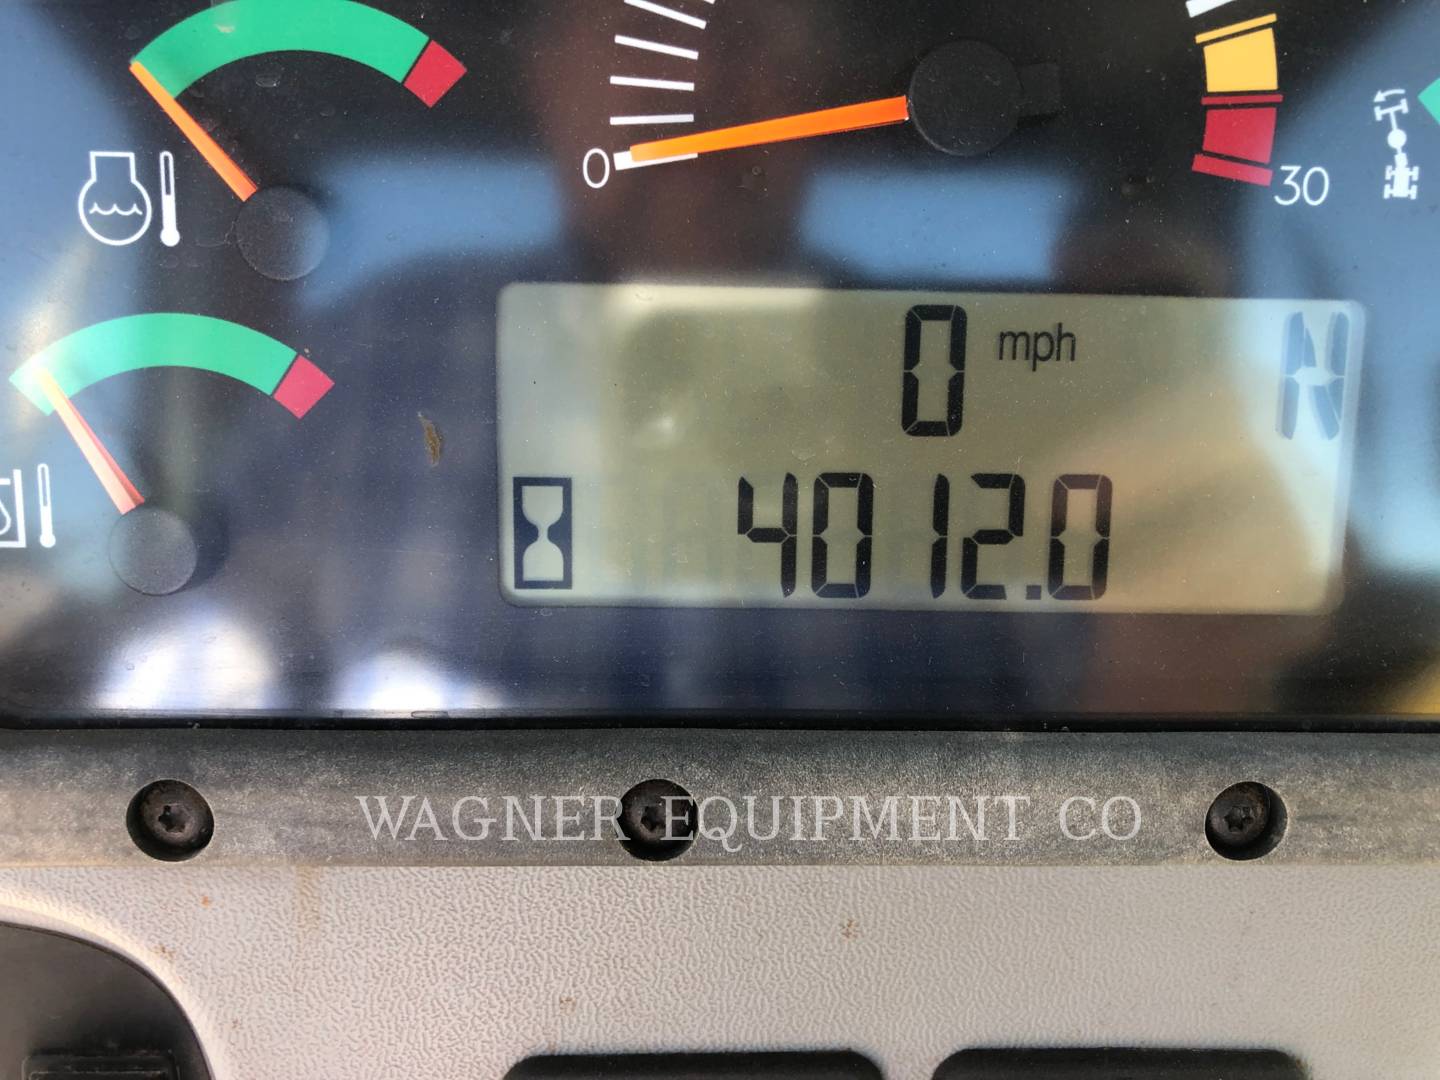 0
30
0 mph N
4012.0
WAGNER EQUIPMENT CO